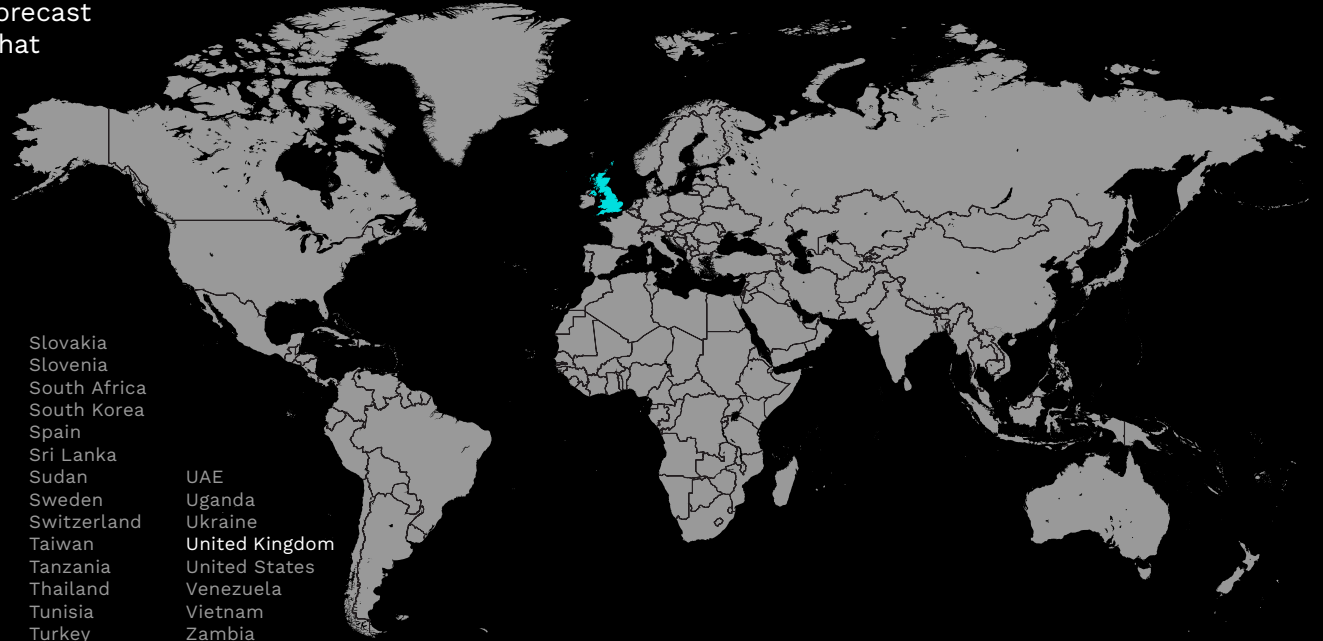 orecast
hat
Slovakia
Slovenia
South Africa
South Korea
Spain
Sri Lanka
Sudan
Sweden
Switzerland
Taiwan
Tanzania
Thailand
Tunisia
Turkey
UAE
Uganda
Ukraine
United Kingdom
United States
Venezuela
Vietnam
Zambia